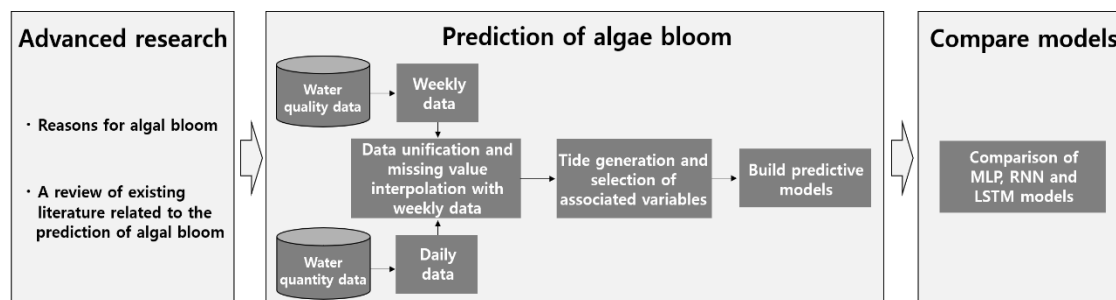 Advanced research
· Reasons for algal bloom
· A review of existing
literature related to the
prediction of algal bloom
Prediction of algae bloom
Water
quality data
Weekly
data
Data unification and
missing value
interpolation with
weekly data
Tide generation and
selection of
associated variables
Build predictive
models
Water
quantity data
Daily
data
Compare models
Comparison of
MLP, RNN and
LSTM models